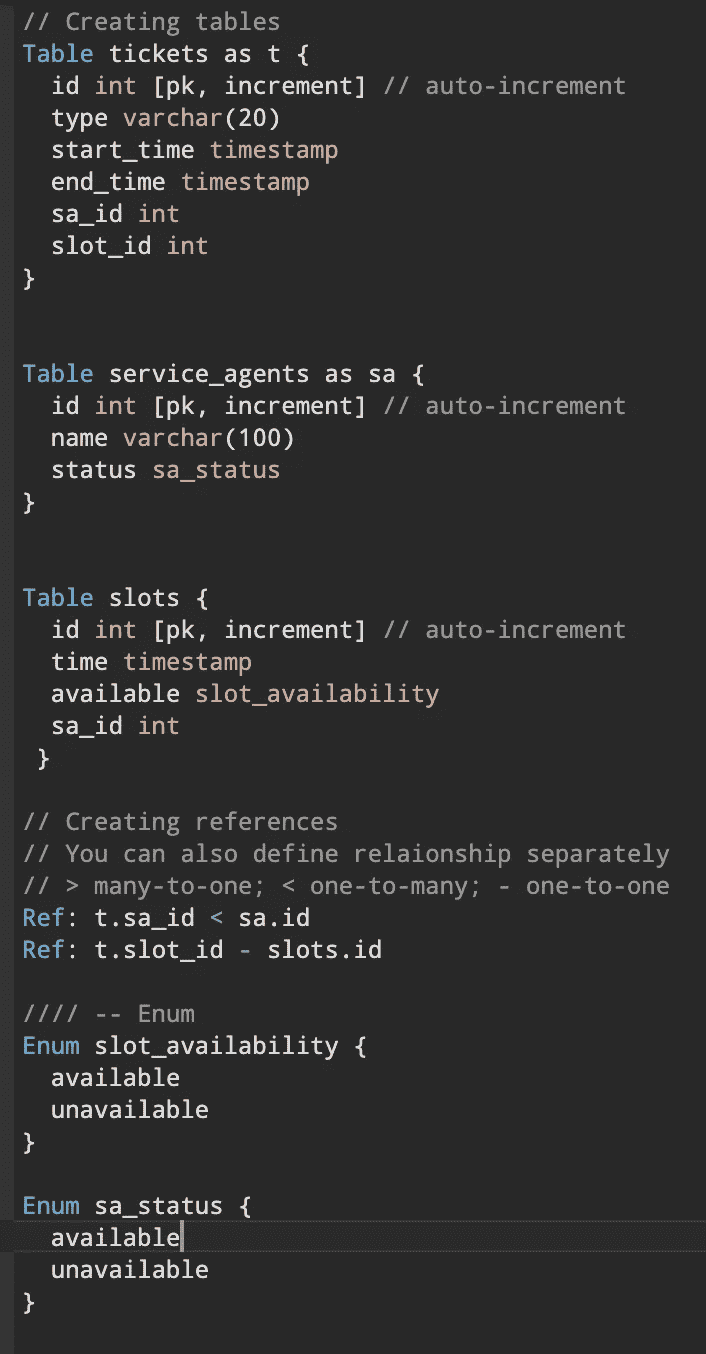 // Creating tables
Table tickets as t {
  id int [pk, increment] // auto-increment
  type varchar(20)
  start_time timestamp
  end_time timestamp
  sa_id int
  slot_id int
}
Table service_agents as sa {
  id int [pk, increment] // auto-increment
  name varchar(100)
  status sa_status
}
Table slots {
  id int [pk, increment] // auto-increment
  time timestamp
  available slot_availability
  sa_id int
 }
// Creating references
// You can also define relaionship separately
// > many-to-one; < one-to-many; - one-to-one
Ref: t.sa_id < sa.id
Ref: t.slot_id - slots.id
//// -- Enum
Enum slot_availability {
  available
  unavailable
}
Enum sa_status {
  available
  unavailable
}